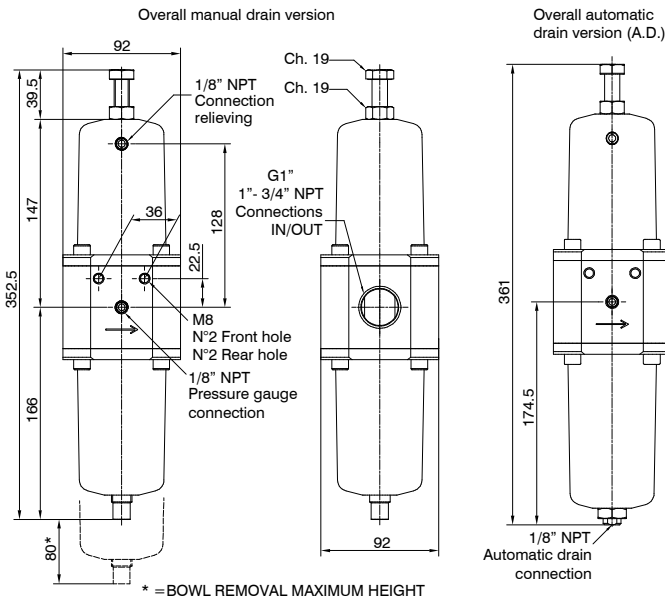 Overall manual drain version
Overall automatic
drain version (A.D.)
92
39.5
147
352.5
166
80*
1/8” NPT
Connection
relieving
36
128
22.5
M8
N°2 Front hole
N°2 Rear hole
1/8” NPT
Pressure gauge
connection
Ch. 19
Ch. 19
G1”
1”- 3/4” NPT
Connections
IN/OUT
92
361
174.5
1/8” NPT
Automatic drain
connection
* =BOWL REMOVAL MAXIMUM HEIGHT